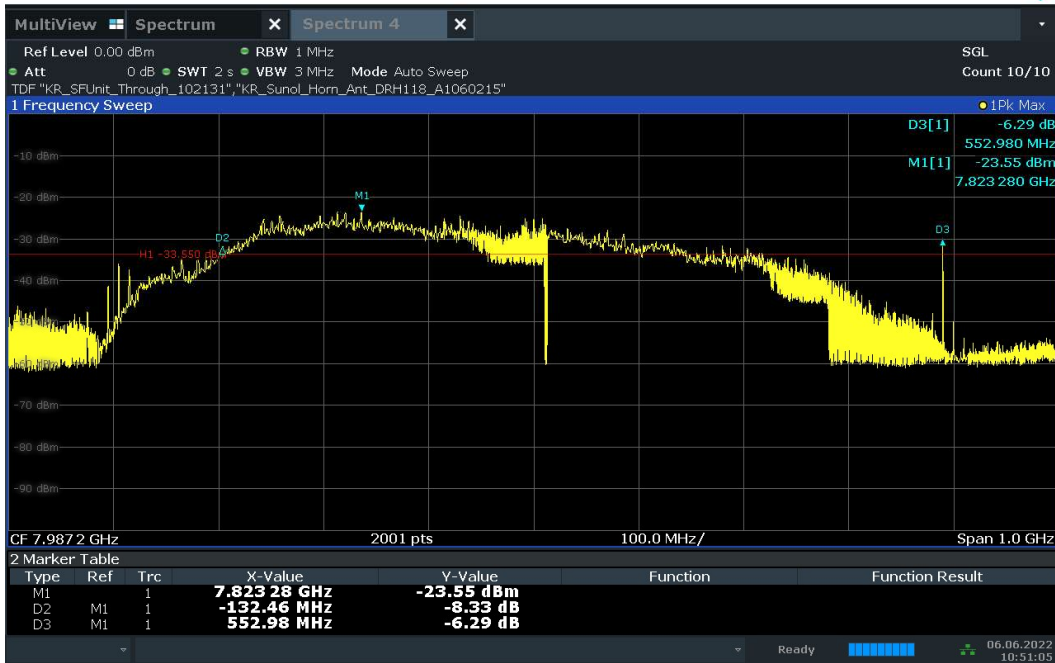 MultiView Spectrum X Spectrum 4 X
Ref Level 0.00 dBm RBW 1 MHz SGL
Att 0 dB SWT 2 s VBW 3 MHz Mode Auto Sweep Count 10/10
TDF "KR_SFUnit_Through_102131","KR_Sunol_Horn_Ant_DRH118_A1060215"
1 Frequency Sweep 1Pk Max
D3[1] -6.29 dB
552.980 MHz
-10 dBm
M1[1] -23.55 dBm
7.823 280 GHz
-20 dBm
M1
-30 dBm
D2
D3
H1 -33.550 dBm
-40 dBm
-60 dBm
-70 dBm
-80 dBm
-90 dBm
CF 7.9872 GHz 2001 pts 100.0 MHz/ Span 1.0 GHz
2 Marker Table
Type Ref Trc X-Value Y-Value Function Function Result
M1 1 7.823 28 GHz -23.55 dBm
D2 M1 1 -132.46 MHz -8.33 dB
D3 M1 1 552.98 MHz -6.29 dB
Ready 06.06.2022
10:51:05